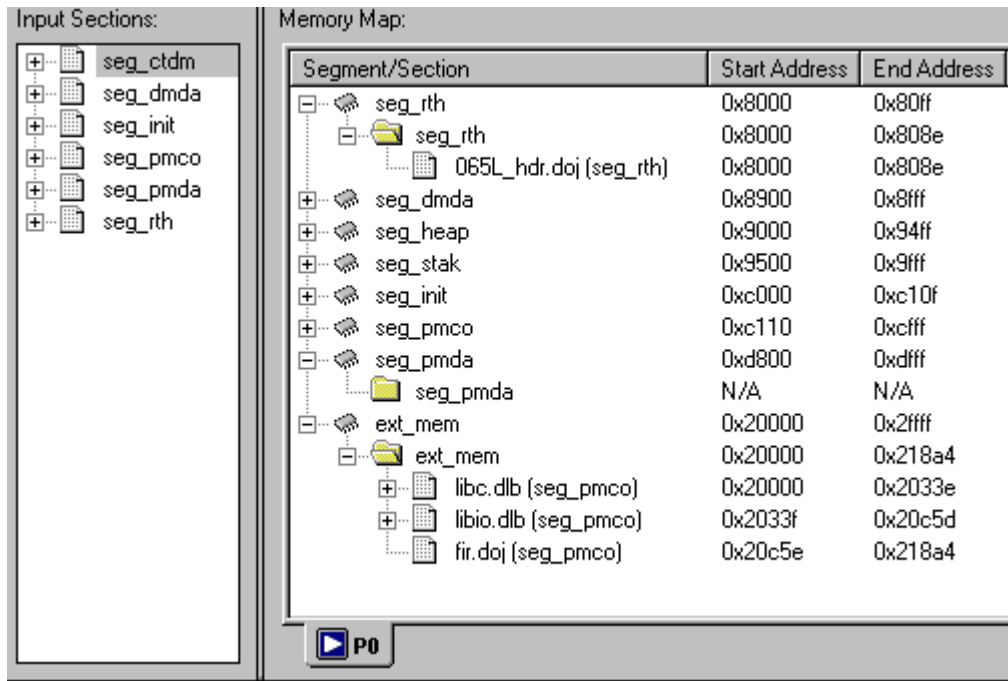 Input Sections:
seg_ctdm
seg_dmda
seg_init
seg_pmco
seg_pmda
seg_rth
Memory Map:
Segment/Section Start Address End Address
seg_rth 0x8000 0x80ff
seg_rth 0x8000 0x808e
065L_hdr.doj (seg_rth) 0x8000 0x808e
seg_dmda 0x8900 0x8fff
seg_heap 0x9000 0x94ff
seg_stak 0x9500 0x9fff
seg_init 0xc000 0xc10f
seg_pmco 0xc110 0xcfff
seg_pmda 0xd800 0xdfff
seg_pmda N/A N/A
ext_mem 0x20000 0x2ffff
ext_mem 0x20000 0x218a4
libc.dlb (seg_pmco) 0x20000 0x2033e
libio.dlb (seg_pmco) 0x2033f 0x20c5d
fir.doj (seg_pmco) 0x20c5e 0x218a4
P0